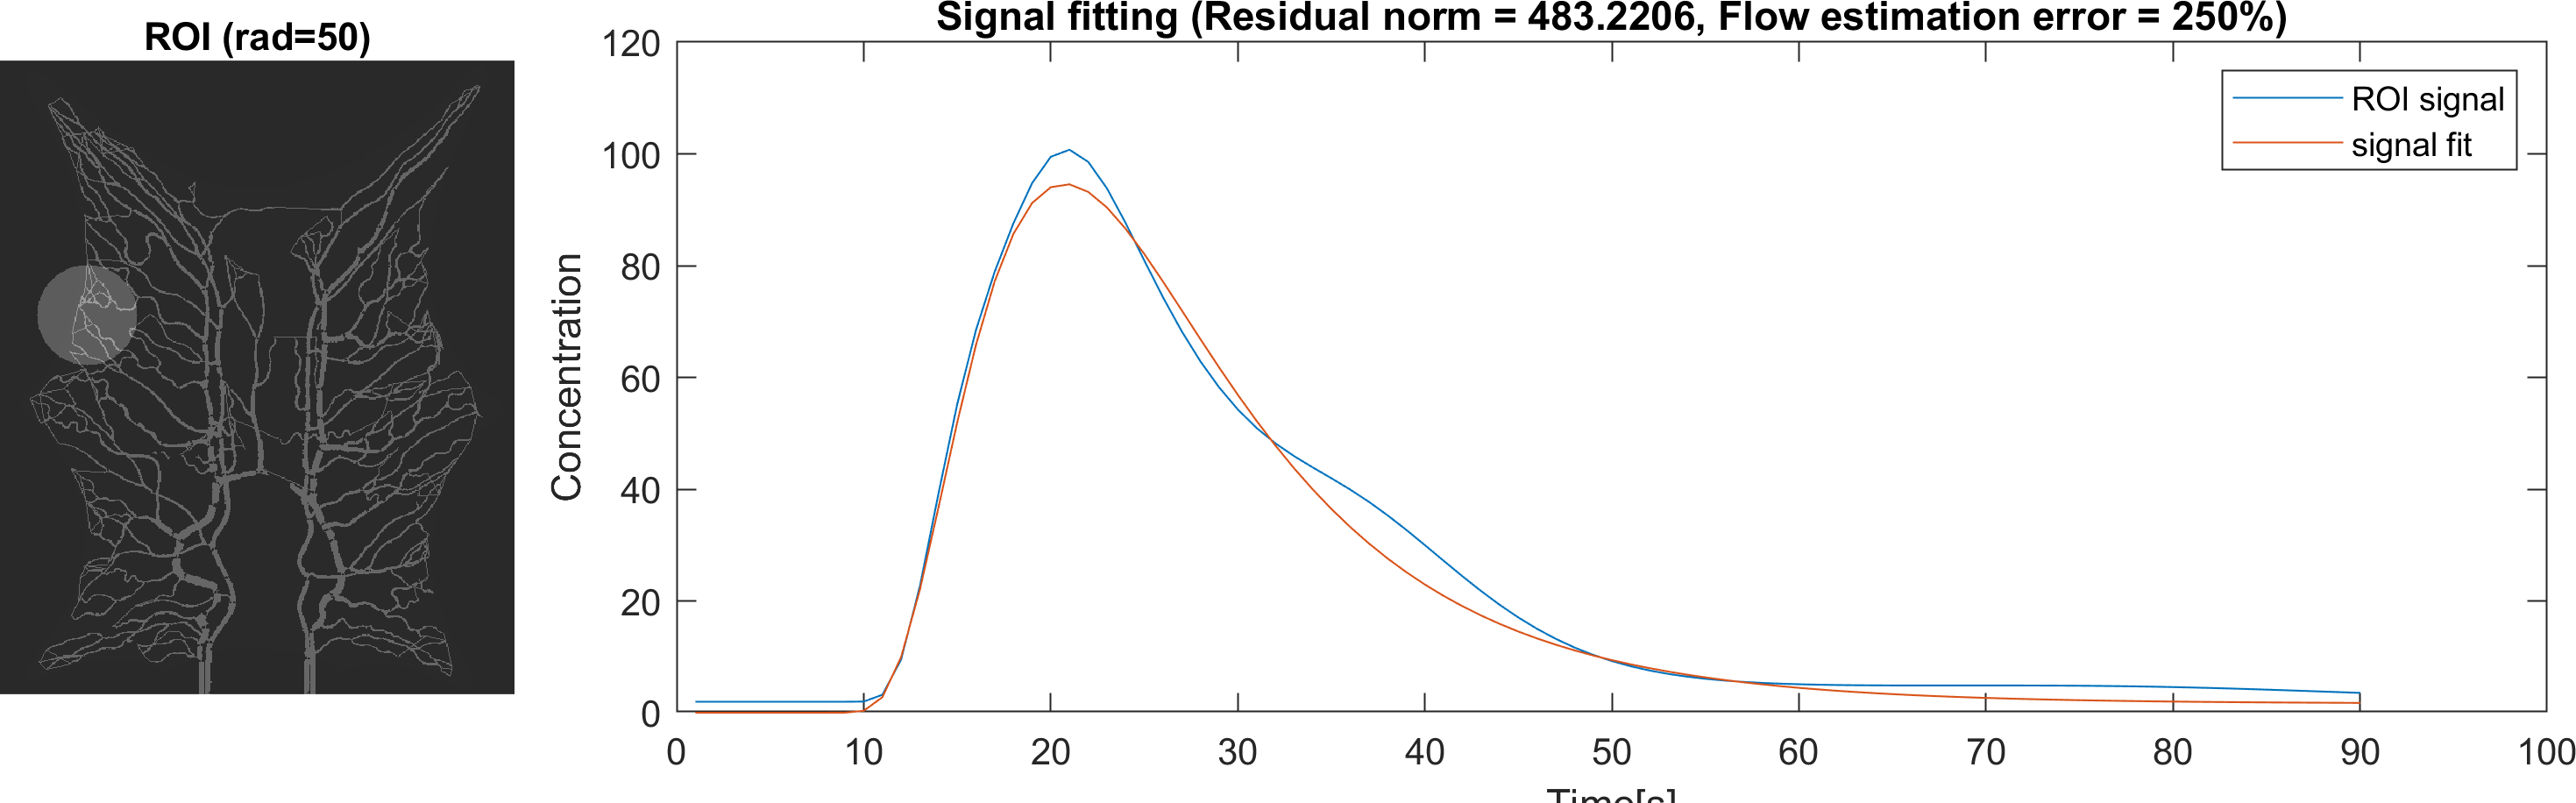 ROI (rad=50)
Signal fitting (Residual norm = 483.2206, Flow estimation error = 250%)
120
100
80
60
40
20
0
Concentration
ROI signal
signal fit
0 10 20 30 40 50 60 70 80 90 100
Time[s]